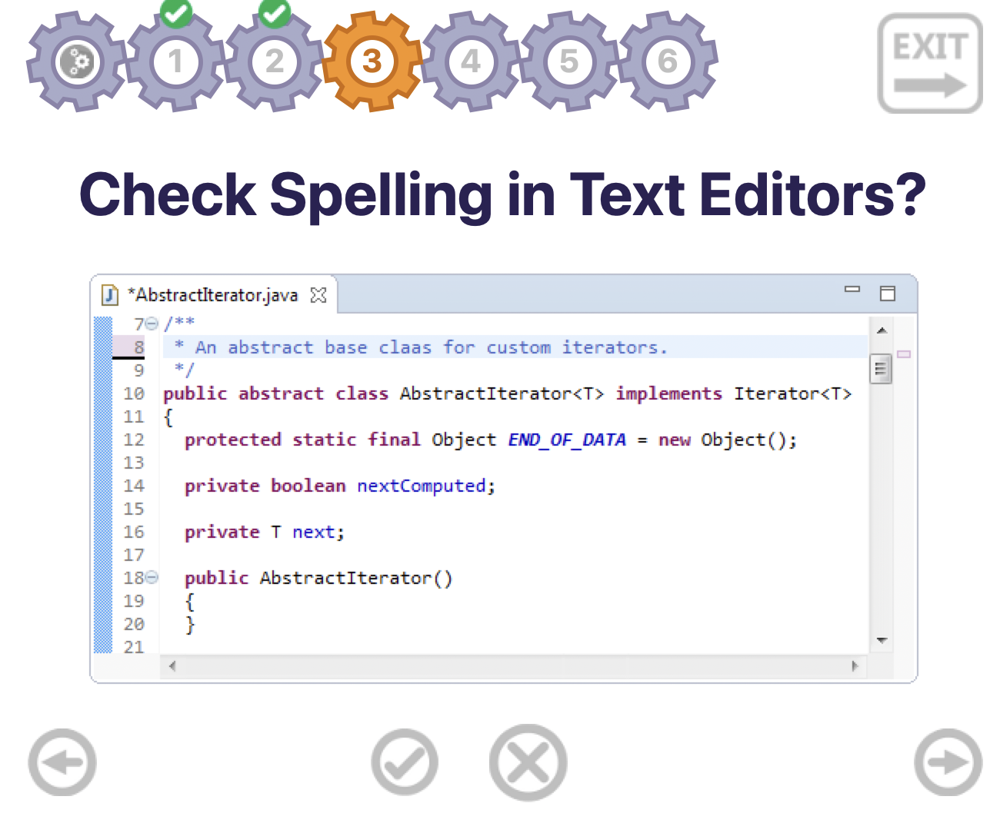 1 2 3 4 5 6
EXIT
Check Spelling in Text Editors?
*AbstractIterator.java
7 /**
8 * An abstract base claas for custom iterators.
9 */
10 public abstract class AbstractIterator<T> implements Iterator<T>
11 {
12 protected static final Object END_OF_DATA = new Object();
13
14 private boolean nextComputed;
15
16 private T next;
17
18 public AbstractIterator()
19 {
20 }
21